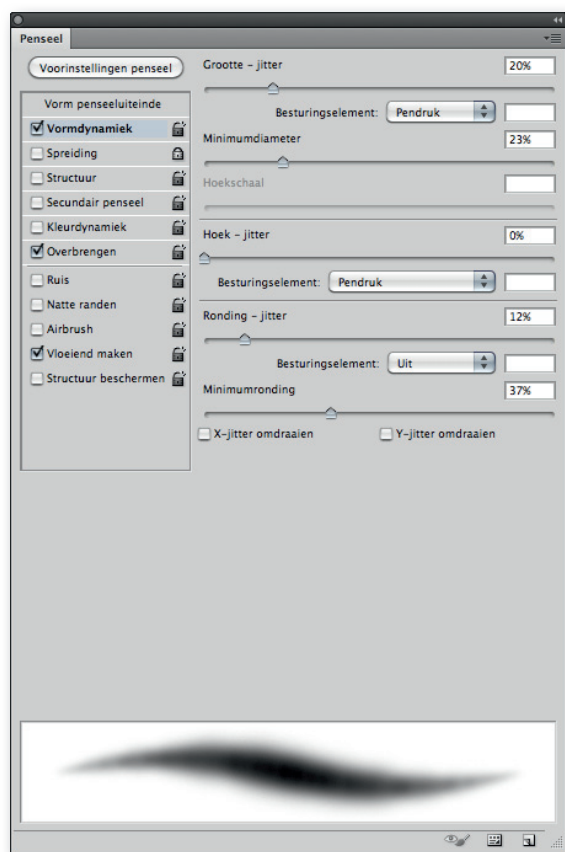 Penseel
Voorinstellingen penseel
Vorm penseeluiteinde
Vormdynamiek
Spreiding
Structuur
Secundair penseel
Kleurdynamiek
Overbrengen
Ruis
Natte randen
Airbrush
Vloeiend maken
Structuur beschermen
Grootte – jitter 20%
Besturingselement: Pendruk
Minimumdiameter 23%
Hoekschaal
Hoek – jitter 0%
Besturingselement: Pendruk
Ronding – jitter 12%
Besturingselement: Uit
Minimumronding 37%
X-jitter omdraaien Y-jitter omdraaien